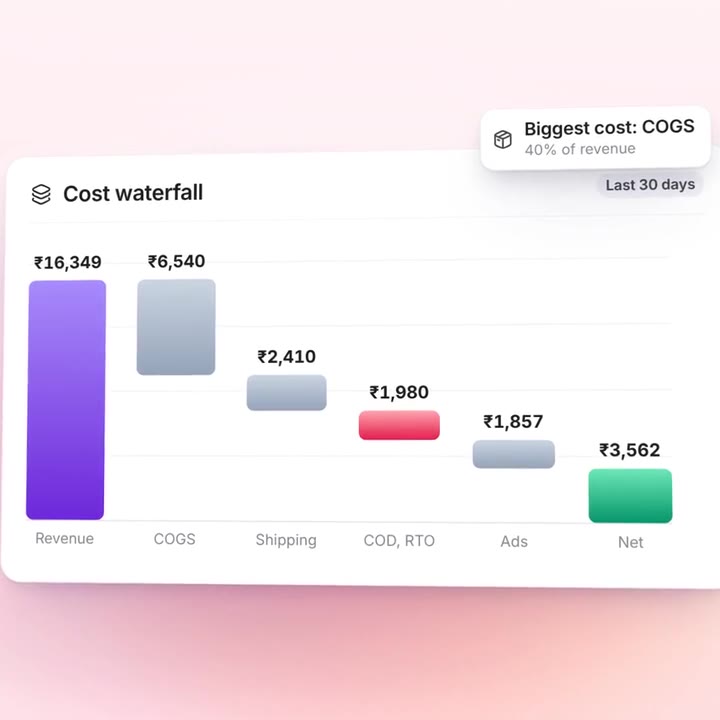 Biggest cost: COGS
40% of revenue
Cost waterfall
Last 30 days
₹16,349
₹6,540
₹2,410
₹1,980
₹1,857
₹3,562
Revenue
COGS
Shipping
COD, RTO
Ads
Net